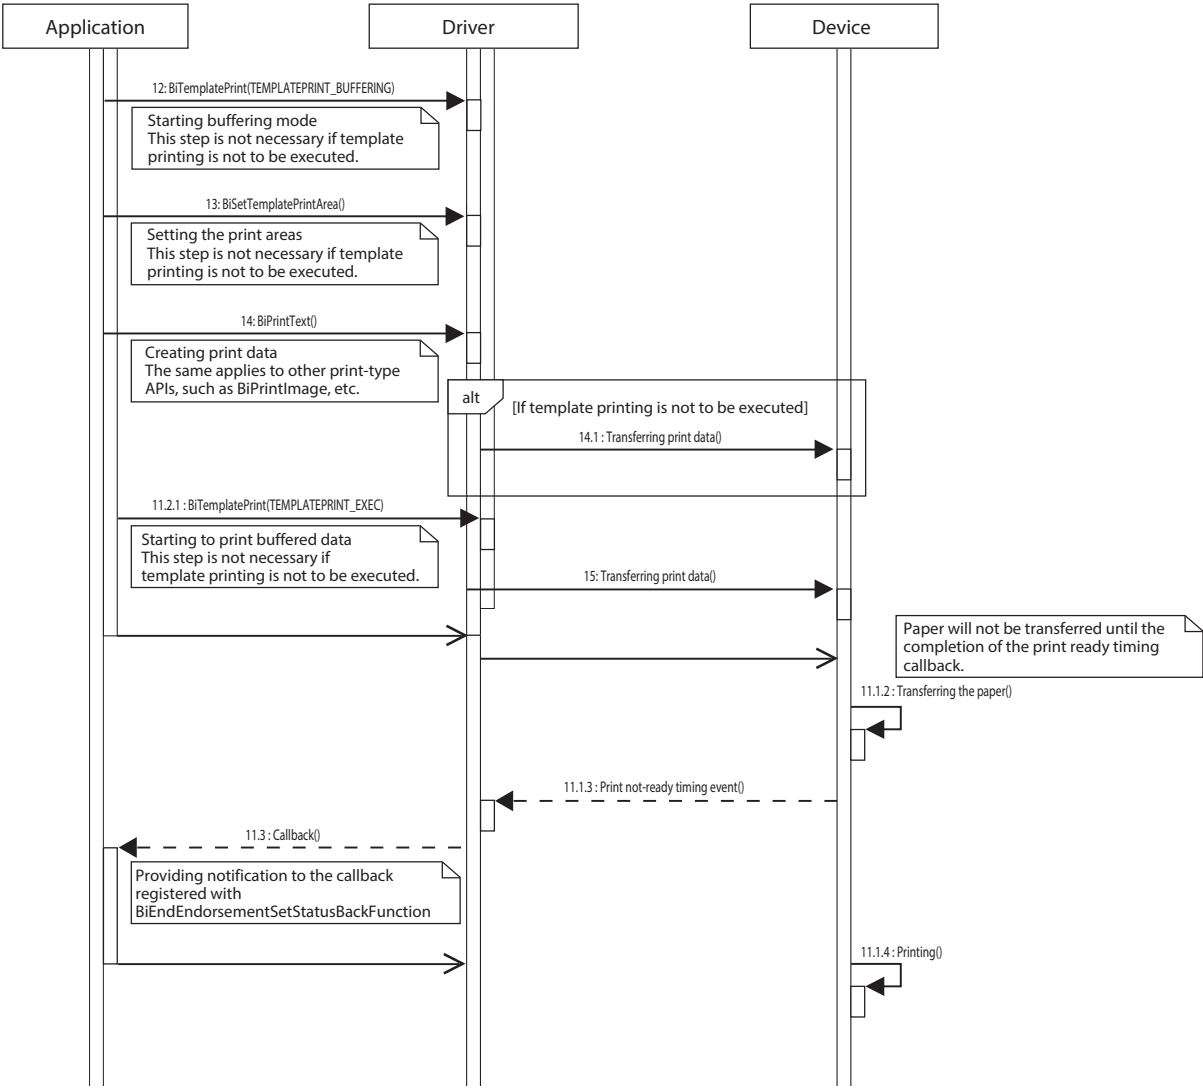 Application
Driver
Device
12: BiTemplatePrint(TEMPLATEPRINT_BUFFERING)
Starting buffering mode
This step is not necessary if template
printing is not to be executed.
13: BiSetTemplatePrintArea()
Setting the print areas
This step is not necessary if template
printing is not to be executed.
14: BiPrintText()
Creating print data
The same applies to other print-type
APIs, such as BiPrintImage, etc.
alt
[If template printing is not to be executed]
14.1 : Transferring print data()
11.2.1 : BiTemplatePrint(TEMPLATEPRINT_EXEC)
Starting to print buffered data
This step is not necessary if
template printing is not to be executed.
15: Transferring print data()
Paper will not be transferred until the
completion of the print ready timing
callback.
11.1.2 : Transferring the paper()
11.1.3 : Print not-ready timing event()
11.3 : Callback()
Providing notification to the callback
registered with
BiEndEndorsementSetStatusBackFunction
11.1.4 : Printing()